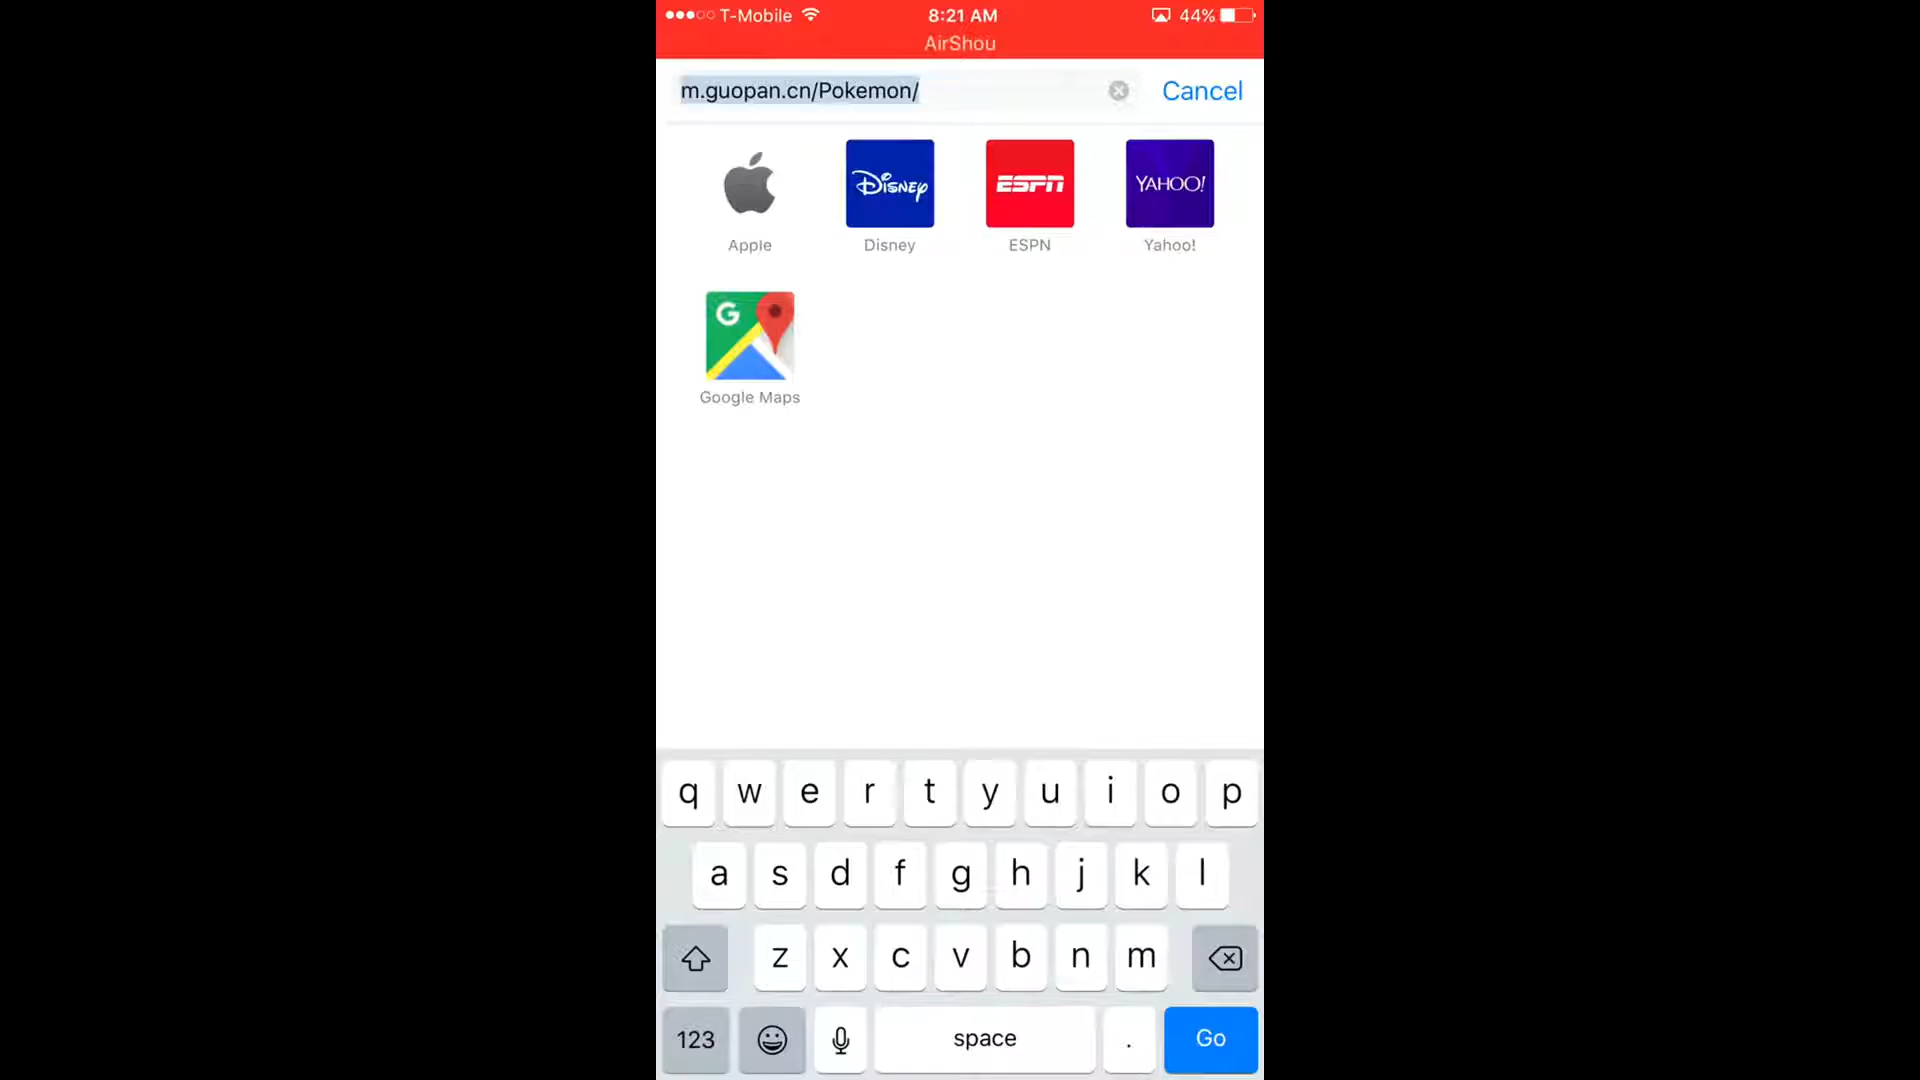 T-Mobile 8:21 AM 44%
AirShou
m.guopan.cn/Pokemon/ Cancel
Disney ESPN YAHOO!
Apple Disney ESPN Yahoo!
G
Google Maps
q w e r t y u i o p
a s d f g h j k l
z x c v b n m
123 space . Go